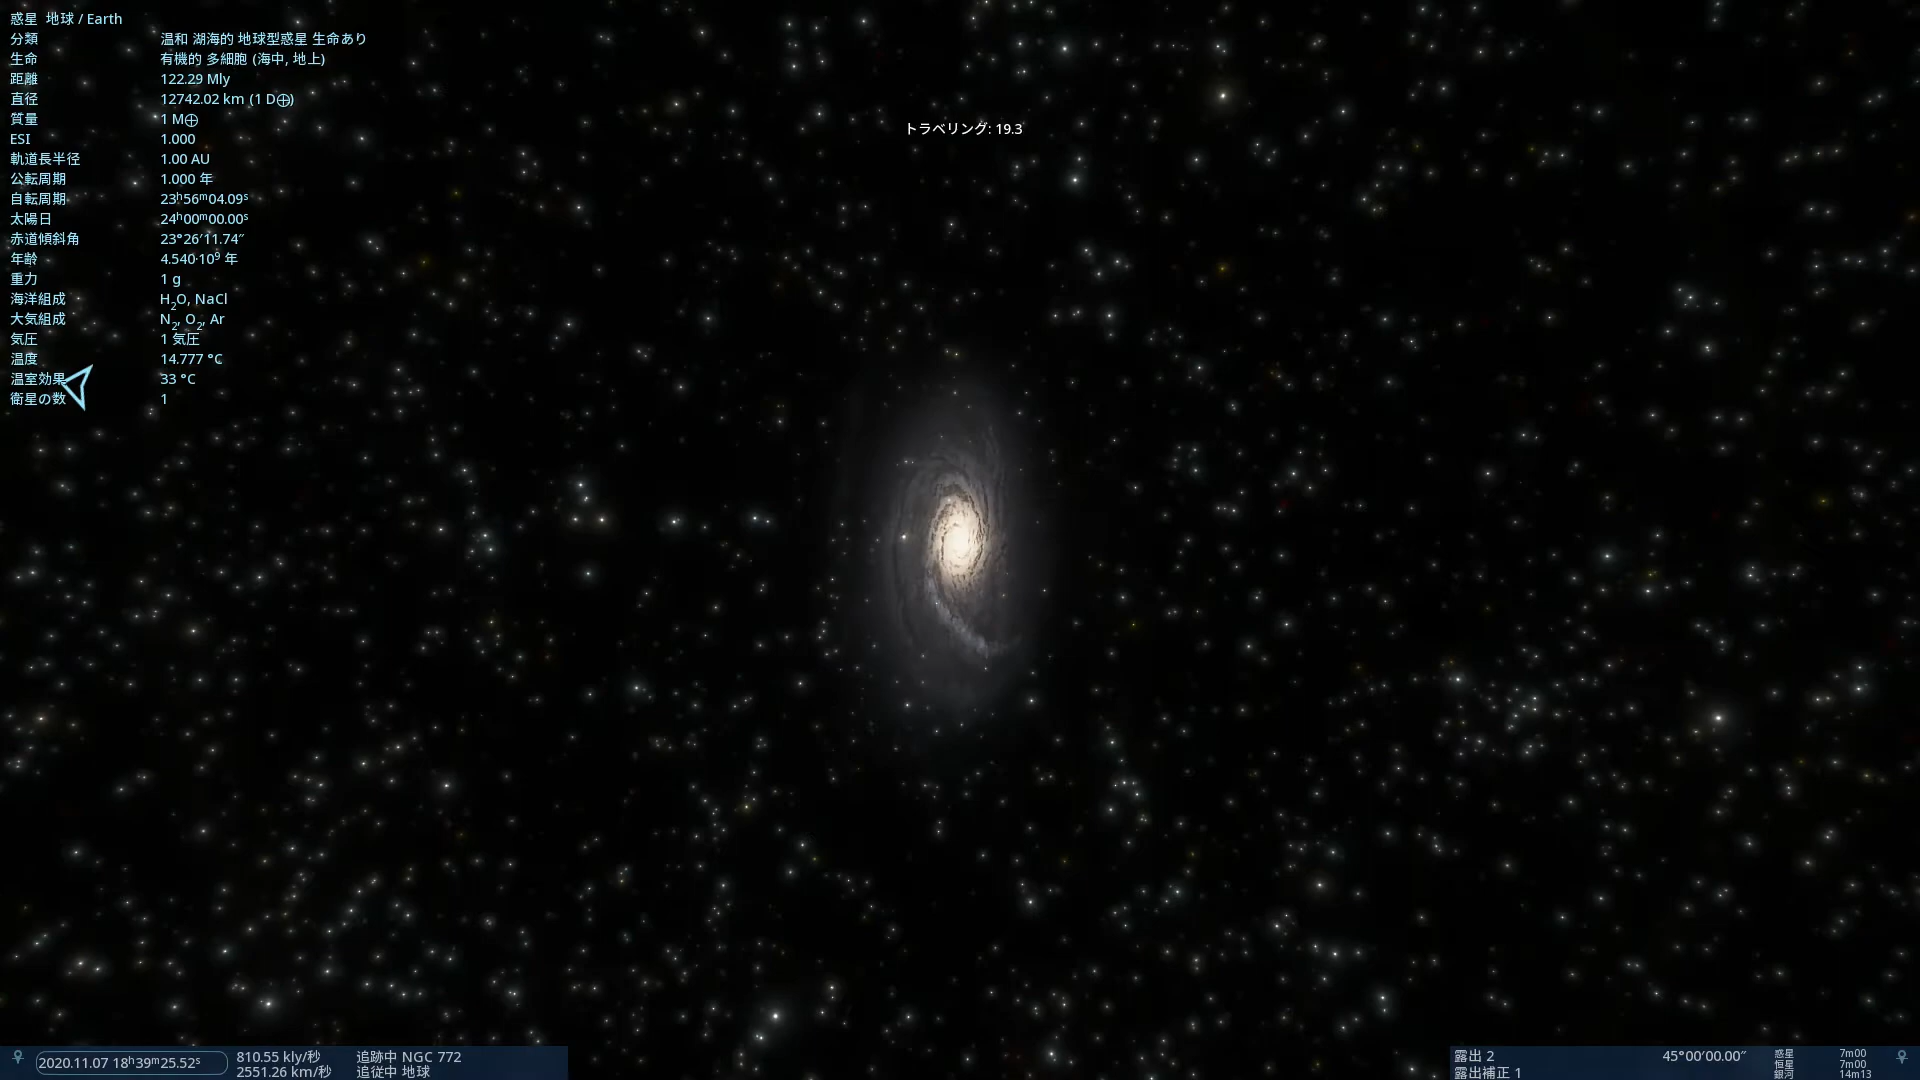 惑星 地球 / Earth
分類 温和 湖海的 地球型惑星 生命あり
生命 有機的 多細胞 (海中, 地上)
距離 122.29 Mly
直径 12742.02 km (1 D⊕)
質量 1 M⊕
ESI 1.000
軌道長半径 1.00 AU
公転周期 1.000 年
自転周期 23ʰ56ᵐ04.09ˢ
太陽日 24ʰ00ᵐ00.00ˢ
赤道傾斜角 23°26′11.74″
年齢 4.540·10⁹ 年
重力 1 g
海洋組成 H₂O, NaCl
大気組成 N₂, O₂, Ar
気圧 1 気圧
温度 14.777 °C
温室効果 33 °C
衛星の数 1
トラベリング: 19.3
2020.11.07 18ʰ39ᵐ25.52ˢ
810.55 kly/秒 追跡中 NGC 772
2551.26 km/秒 追従中 地球
露出 2 45°00′00.00″
露出補正 1
惑星 7m00
恒星 7m00
銀河 14m13